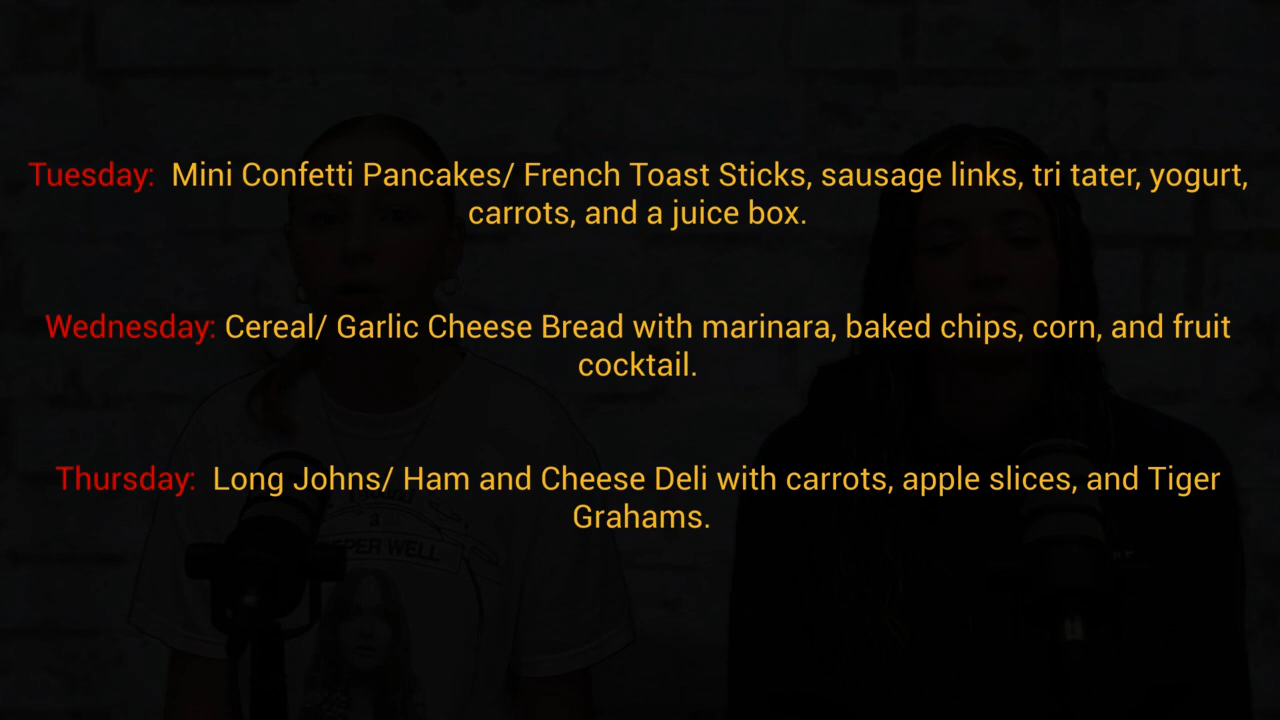 Tuesday: Mini Confetti Pancakes/ French Toast Sticks, sausage links, tri tater, yogurt,
carrots, and a juice box.
Wednesday: Cereal/ Garlic Cheese Bread with marinara, baked chips, corn, and fruit
cocktail.
Thursday: Long Johns/ Ham and Cheese Deli with carrots, apple slices, and Tiger
Grahams.
PER WELL